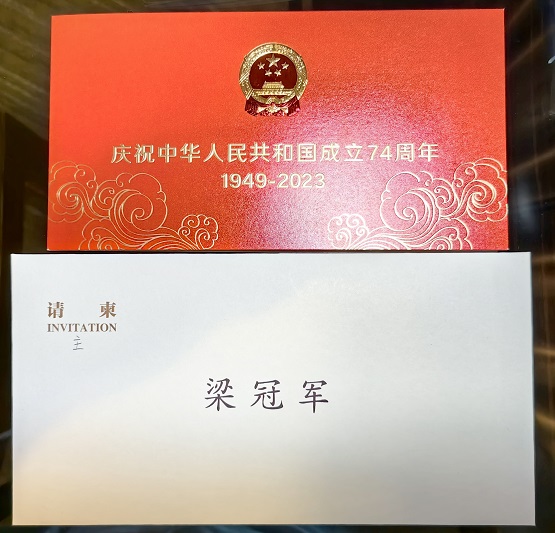 庆祝中华人民共和国成立74周年
1949-2023
请 柬
INVITATION
主
梁冠军